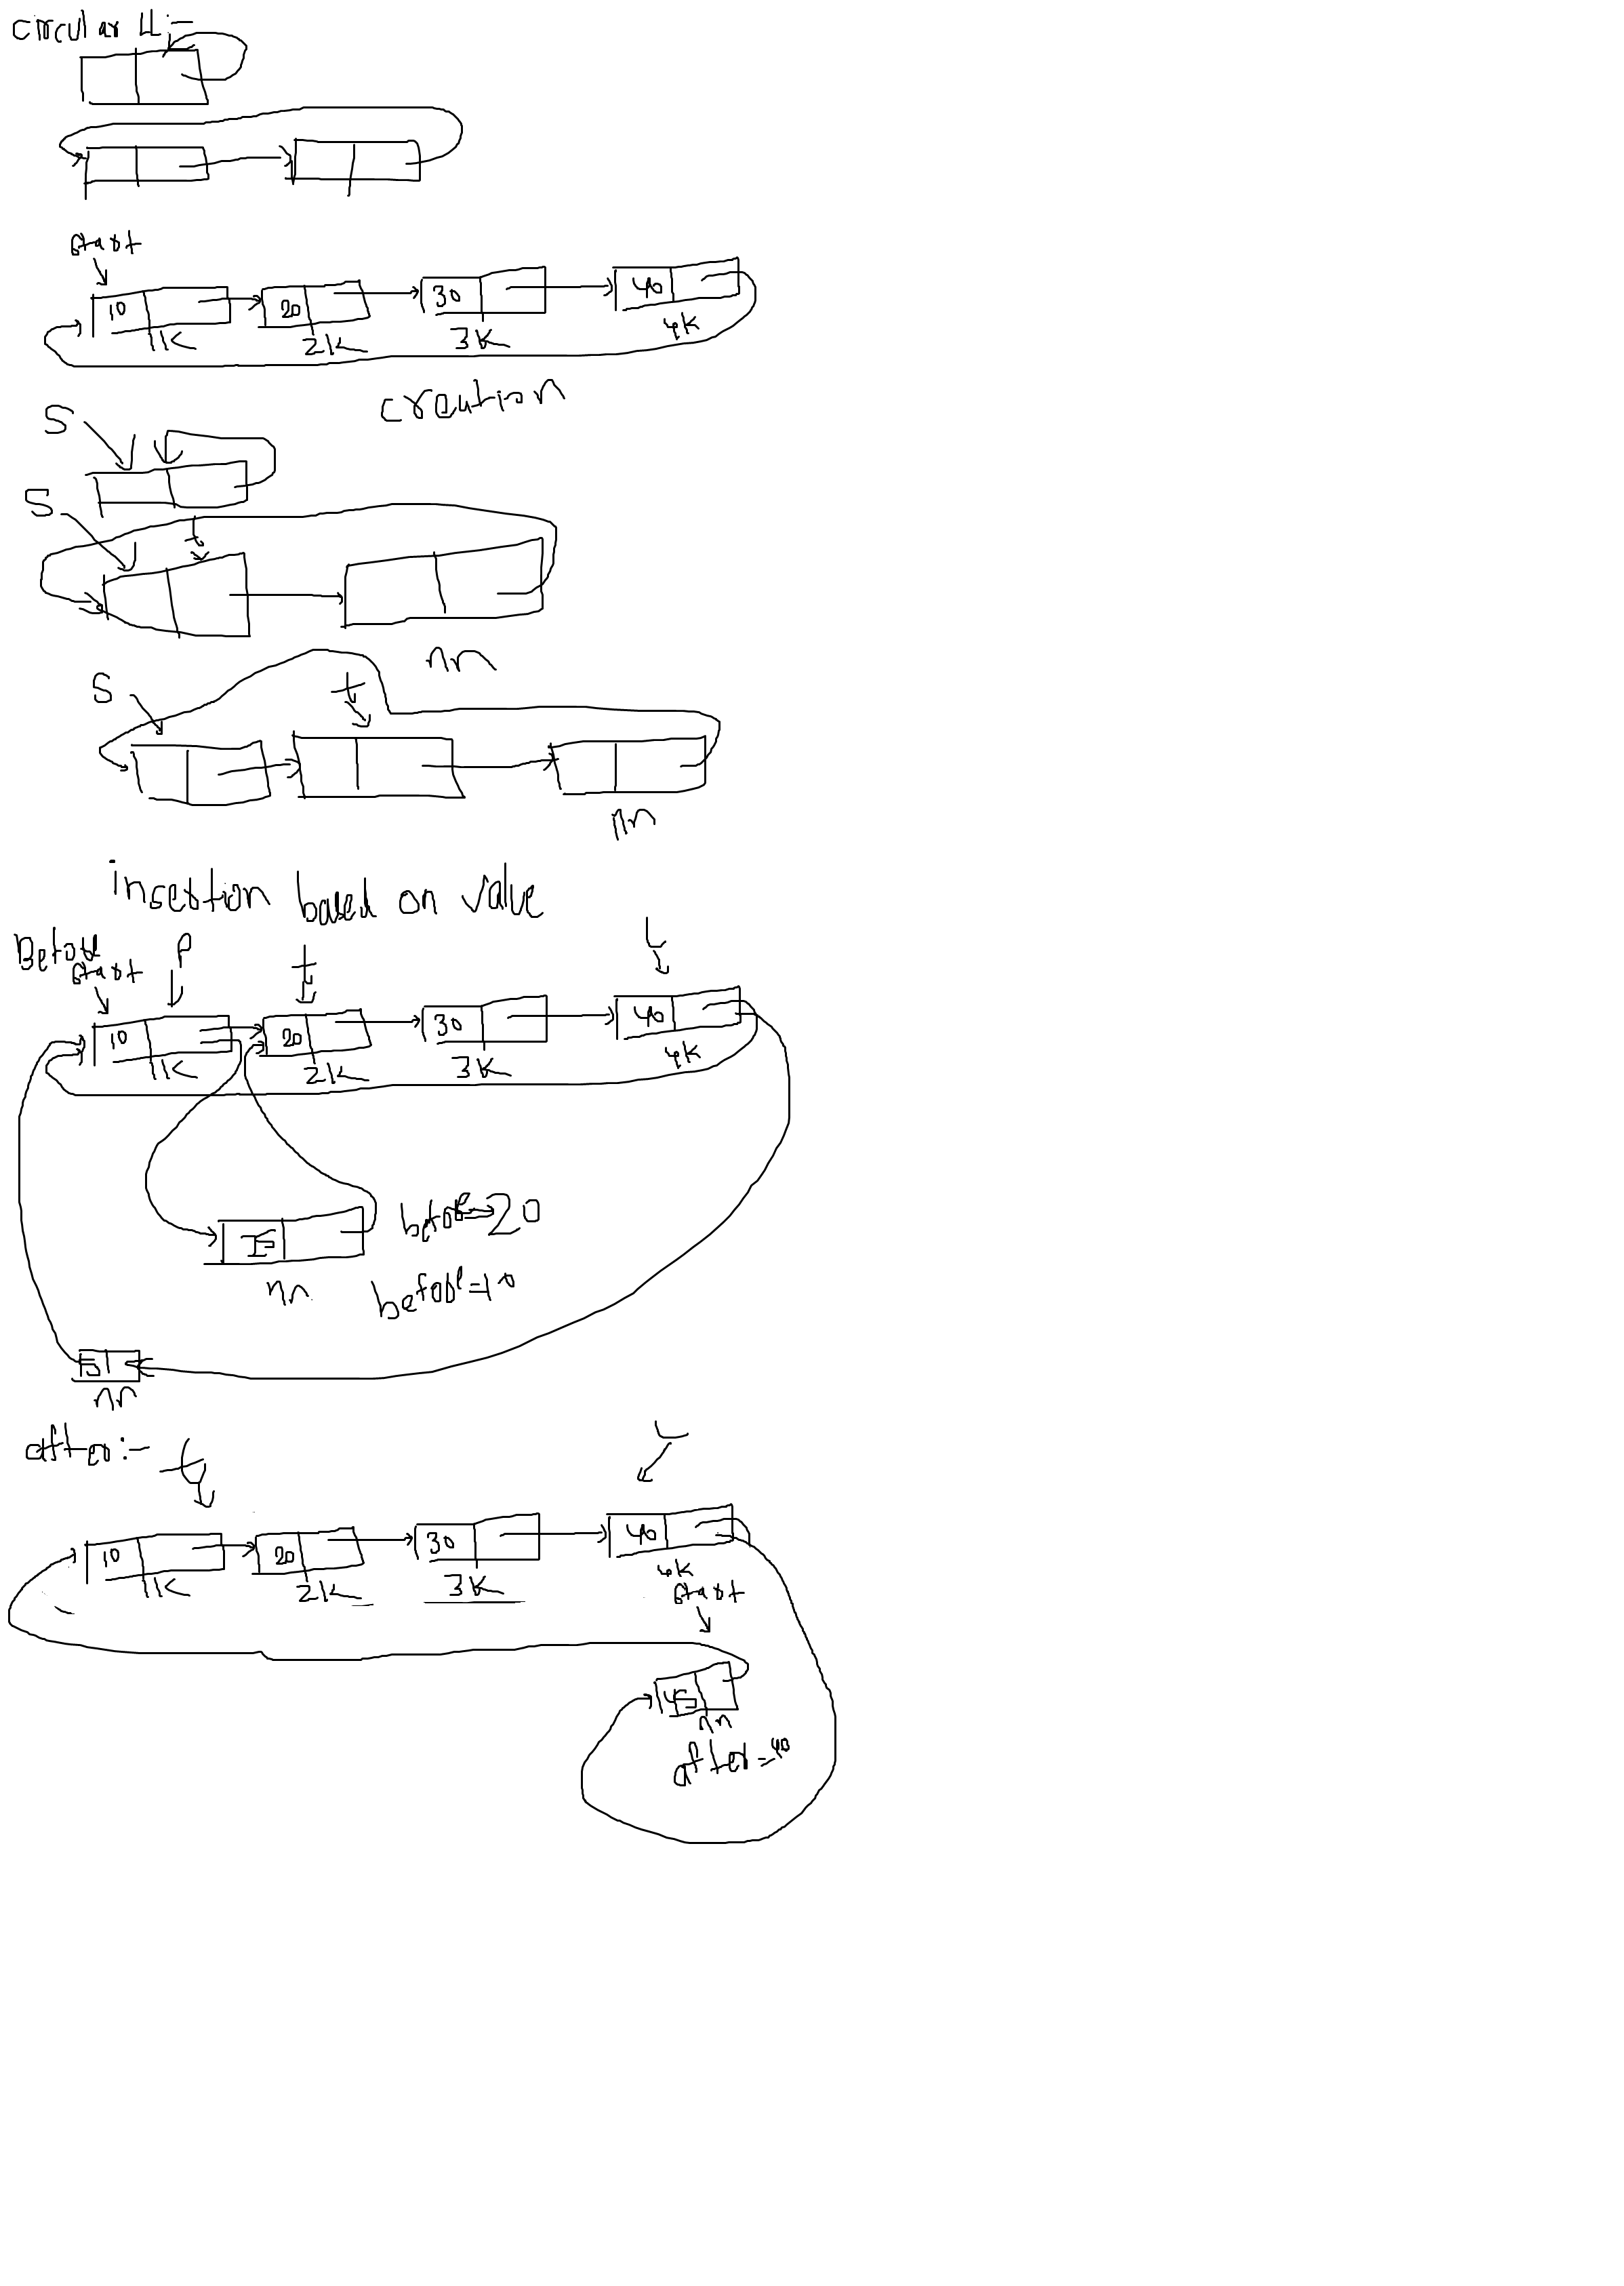 circular LL:-
start
10 20 30 40
1K 2K 3K 4K
creation
S
S t
nn
S t
nn
insertion based on value
Before
start P t L
10 20 30 40
1K 2K 3K 4K
before=20
15
nn
before=10
5
nn
after:- t L
10 20 30 40
1K 2K 3K 4K
start
45
nn
after=40